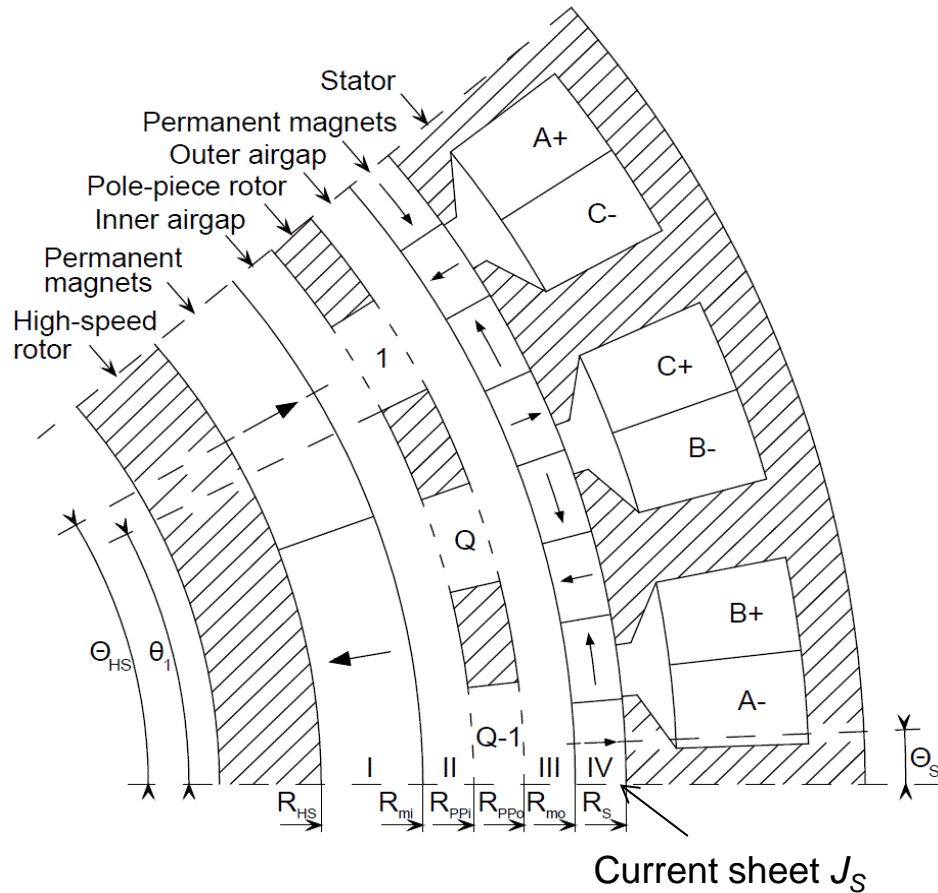 Stator
Permanent magnets
Outer airgap
Pole-piece rotor
Inner airgap
Permanent
magnets
High-speed
rotor
A+
C-
C+
B-
B+
A-
1
Q
Q-1
Θ_HS
θ_1
Θ_S
I
II
III
IV
R_HS
R_mi
R_PPi
R_PPo
R_mo
R_S
Current sheet J_S